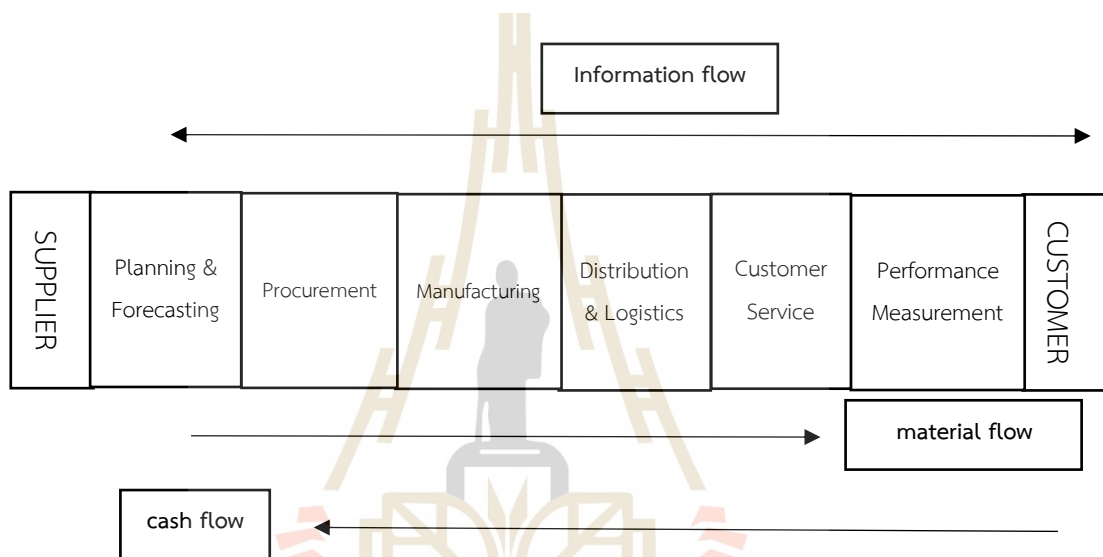 Information flow
SUPPLIER
Planning &
Forecasting
Procurement
Manufacturing
Distribution
& Logistics
Customer
Service
Performance
Measurement
CUSTOMER
material flow
cash flow